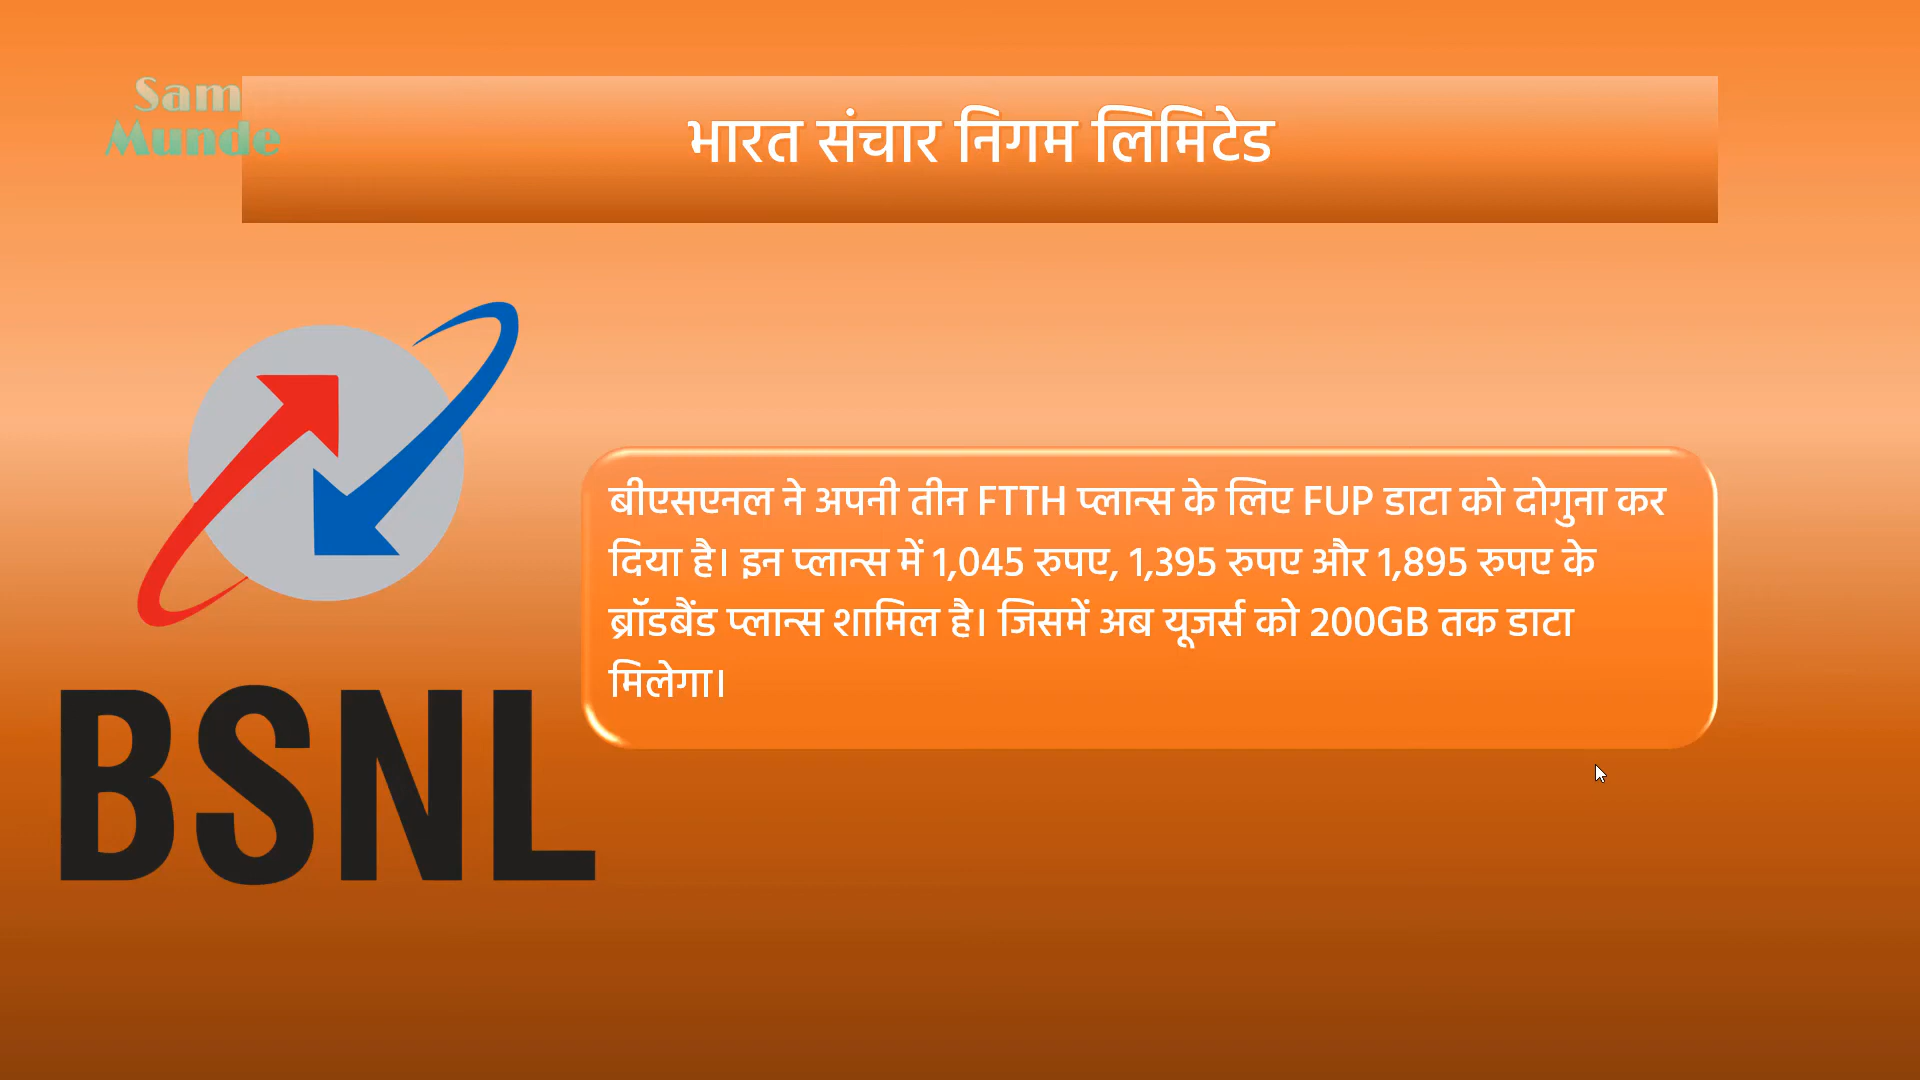 Sam
Munde
भारत संचार निगम लिमिटेड
बीएसएनल ने अपनी तीन FTTH प्लान्स के लिए FUP डाटा को दोगुना कर
दिया है। इन प्लान्स में 1,045 रुपए, 1,395 रुपए और 1,895 रुपए के
ब्रॉडबैंड प्लान्स शामिल है। जिसमें अब यूजर्स को 200GB तक डाटा
मिलेगा।
BSNL